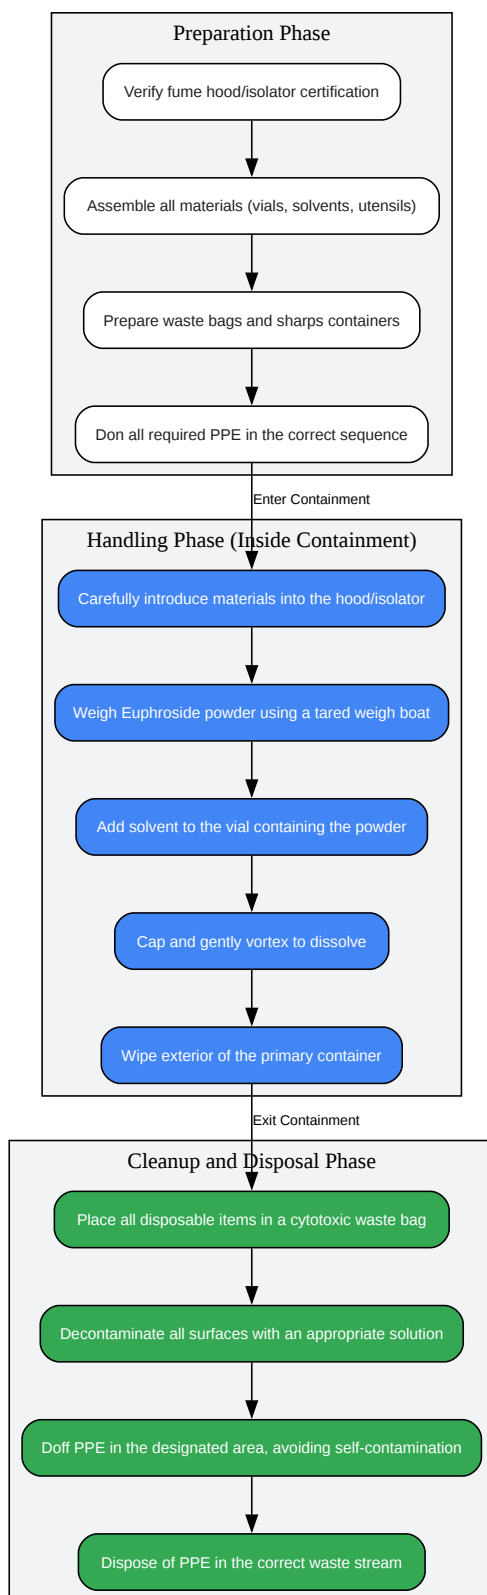 Preparation Phase
Verify fume hood/isolator certification
Assemble all materials (vials, solvents, utensils)
Prepare waste bags and sharps containers
Don all required PPE in the correct sequence
Enter Containment
Handling Phase (Inside Containment)
Carefully introduce materials into the hood/isolator
Weigh Euphroside powder using a tared weigh boat
Add solvent to the vial containing the powder
Cap and gently vortex to dissolve
Wipe exterior of the primary container
Exit Containment
Cleanup and Disposal Phase
Place all disposable items in a cytotoxic waste bag
Decontaminate all surfaces with an appropriate solution
Doff PPE in the designated area, avoiding self-contamination
Dispose of PPE in the correct waste stream